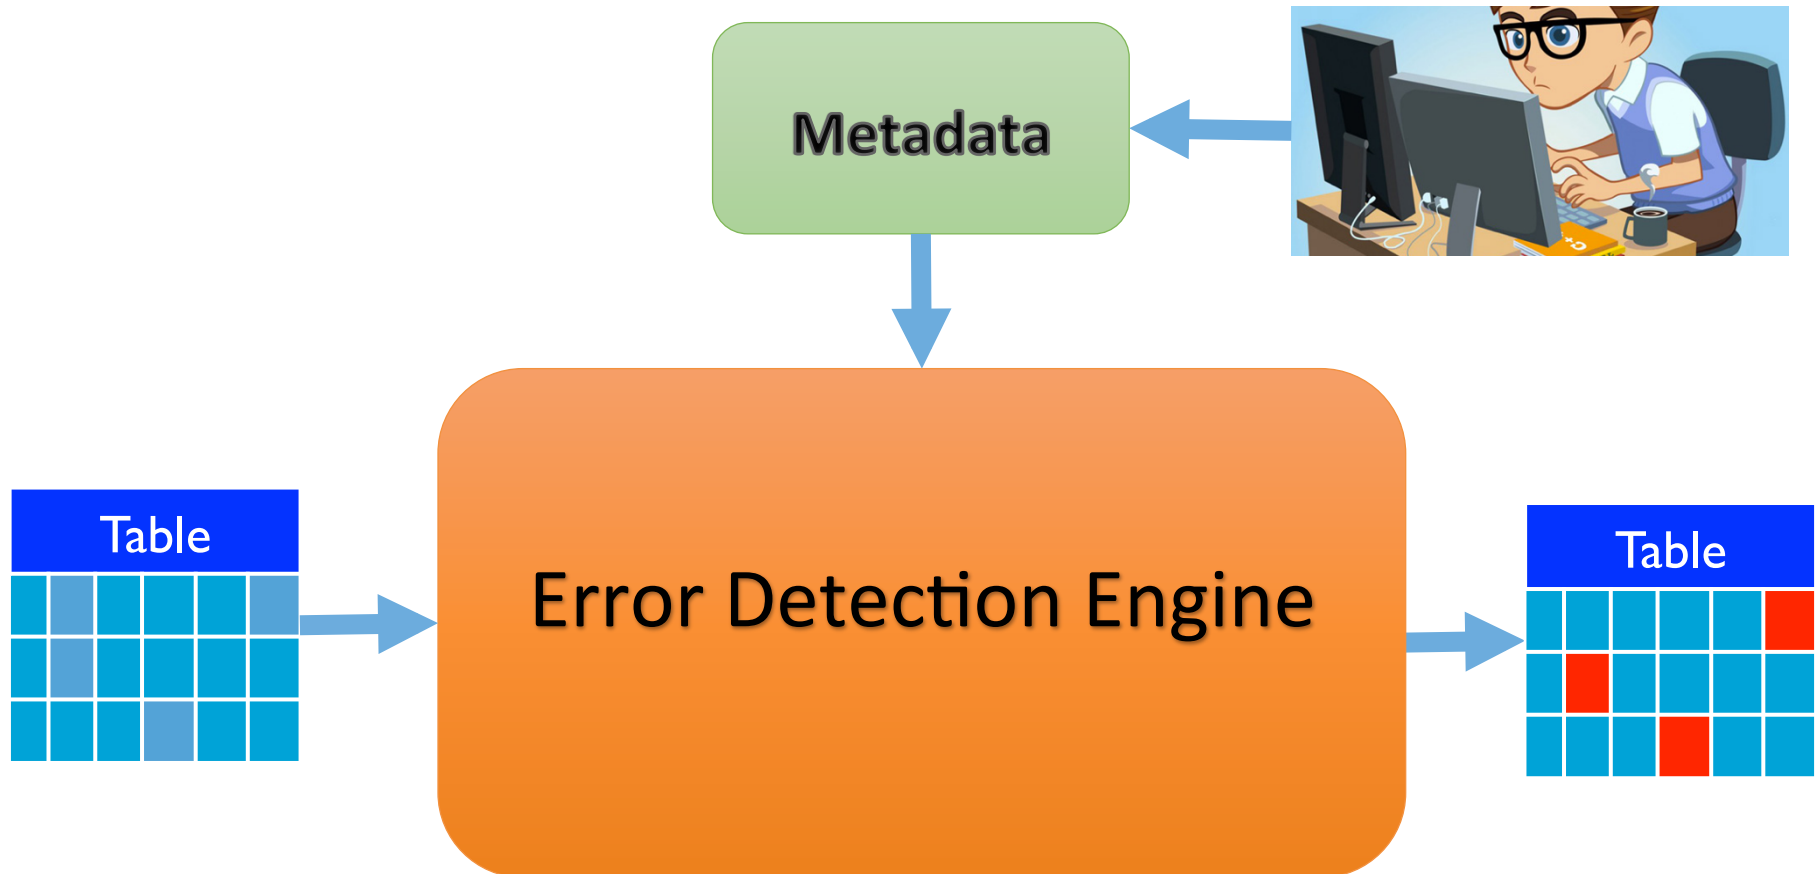 Metadata
C+
Table
Error Detection Engine
Table